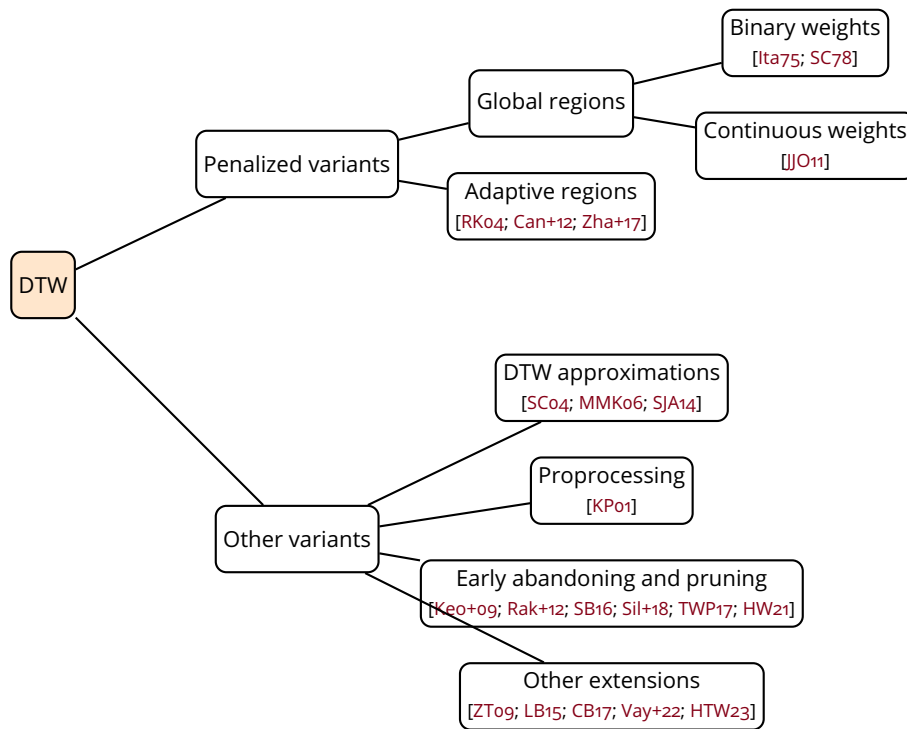 Binary weights
[Ita75; SC78]
Global regions
Continuous weights
[JJO11]
Penalized variants
Adaptive regions
[RK04; Can+12; Zha+17]
DTW
DTW approximations
[SC04; MMK06; SJA14]
Proprocessing
[KP01]
Other variants
Early abandoning and pruning
[Keo+09; Rak+12; SB16; Sil+18; TWP17; HW21]
Other extensions
[ZT09; LB15; CB17; Vay+22; HTW23]